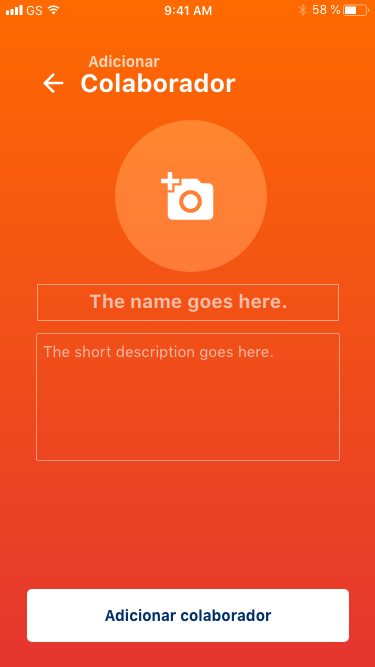 GS 9:41 AM 58 %
Adicionar
Colaborador
The name goes here.
The short description goes here.
Adicionar colaborador